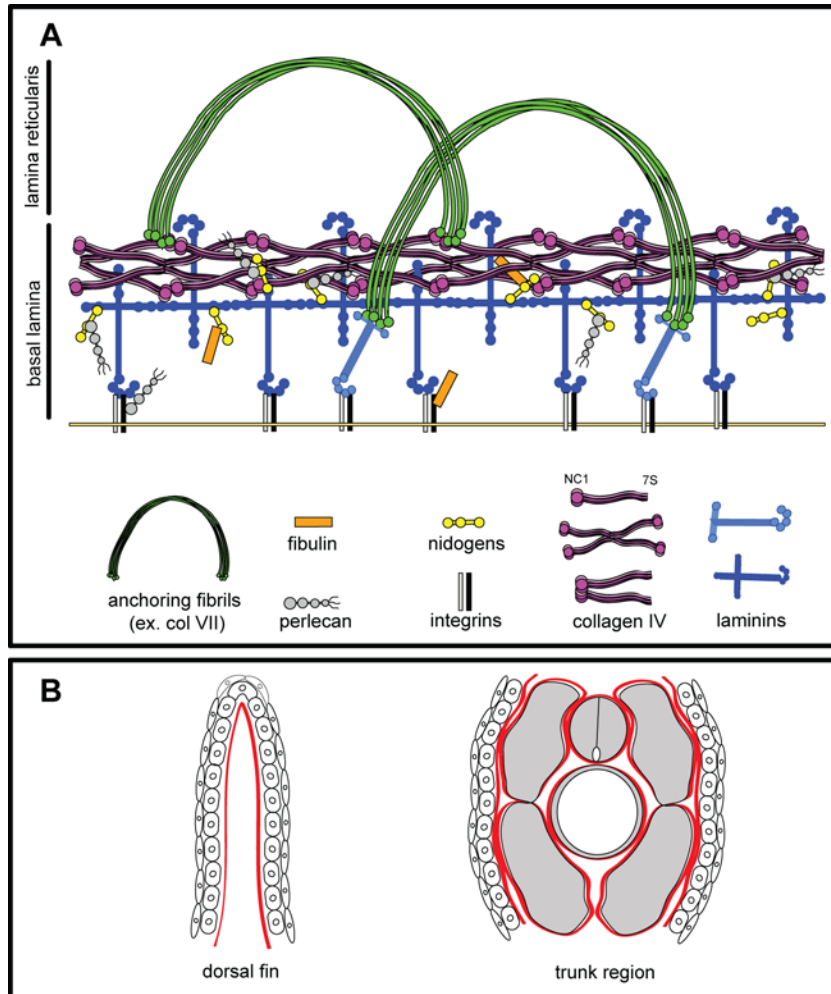 A
lamina reticularis
basal lamina
NC1 7S
fibulin
nidogens
anchoring fibrils
(ex. col VII)
perlecan
integrins
collagen IV
laminins
B
dorsal fin
trunk region